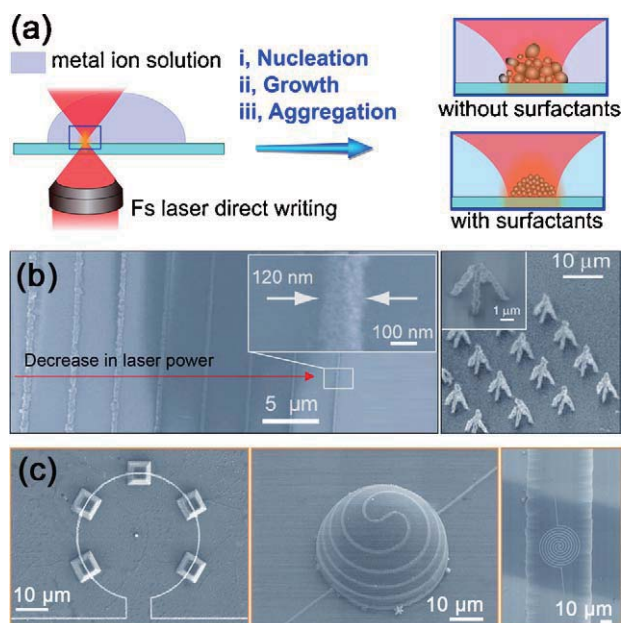 (a)
metal ion solution
i, Nucleation
ii, Growth
iii, Aggregation
without surfactants
Fs laser direct writing
with surfactants
(b)
120 nm
100 nm
Decrease in laser power
5 μm
10 μm
1 μm
(c)
10 μm
10 μm
10 μm